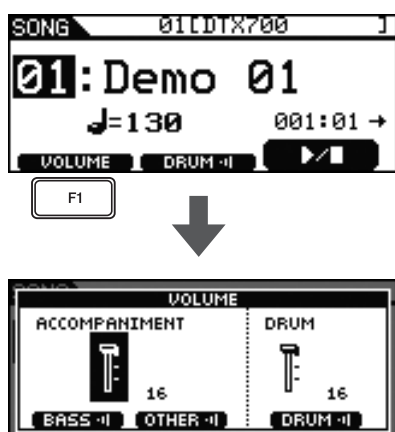 SONG 01[DTX700 ]
01:Demo 01
♩=130 001:01→
VOLUME DRUM
F1
VOLUME
ACCOMPANIMENT DRUM
16 16
BASS OTHER DRUM